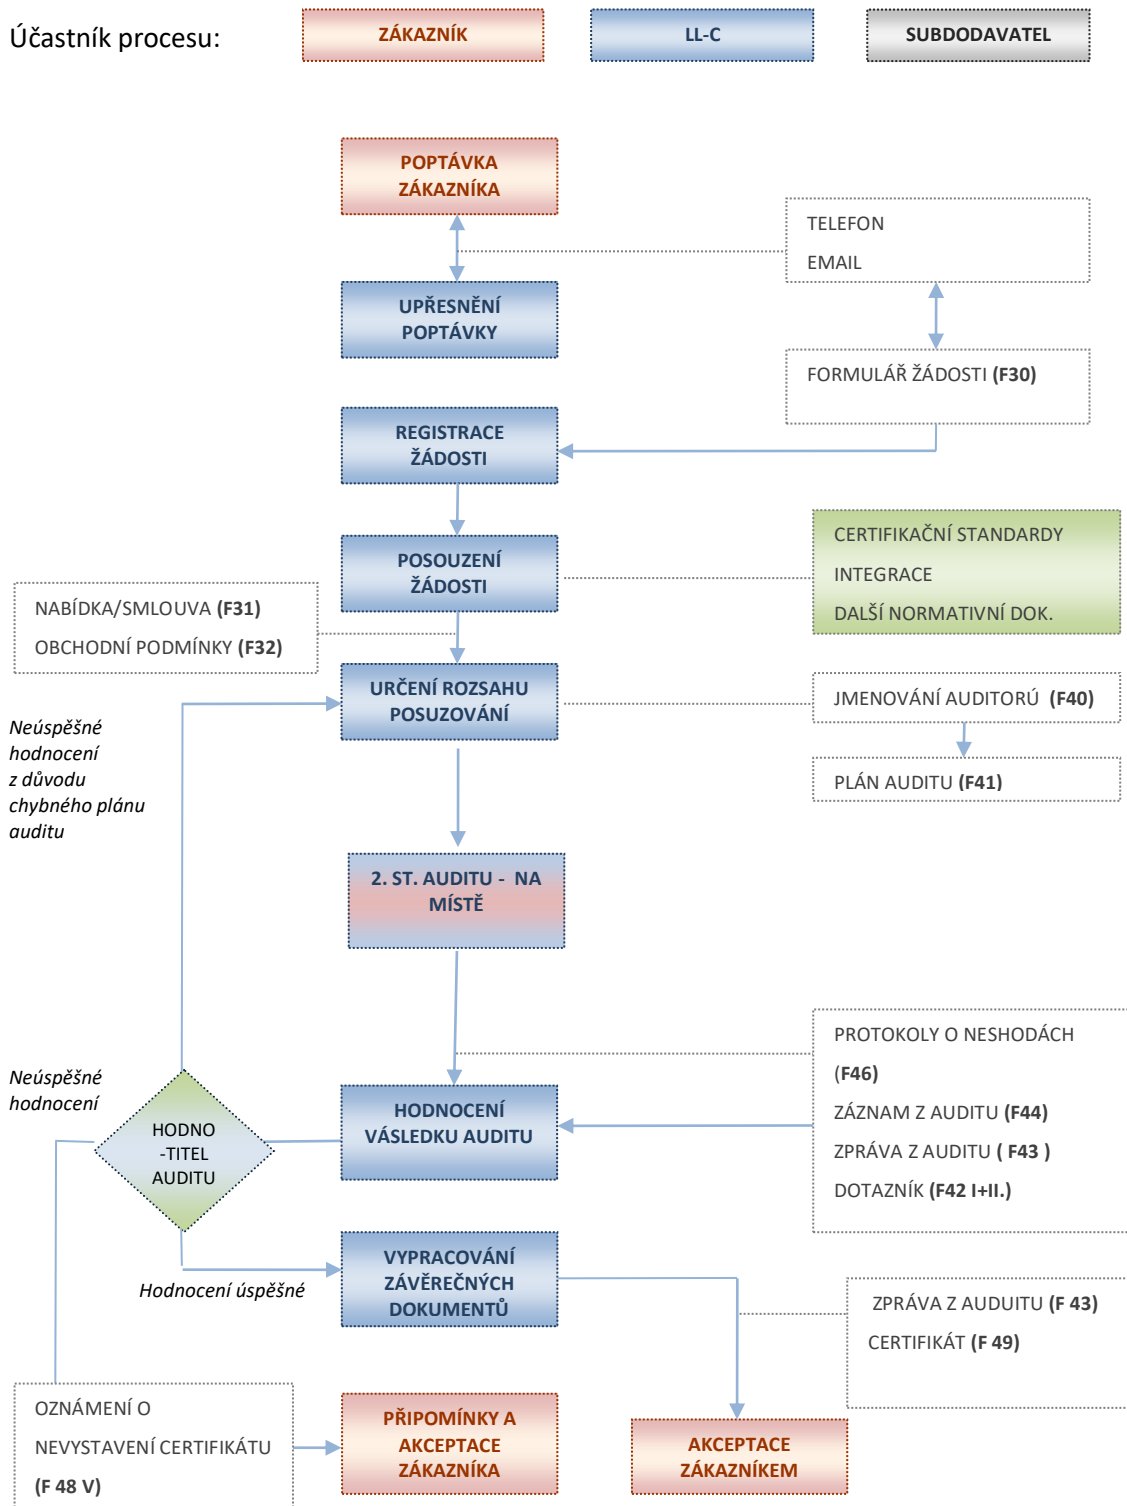 Účastník procesu:
ZÁKAZNÍK
LL-C
SUBDODAVATEL
POPTÁVKA
ZÁKAZNÍKA
TELEFON
EMAIL
UPŘESNĚNÍ
POPTÁVKY
FORMULÁŘ ŽÁDOSTI (F30)
REGISTRACE
ŽÁDOSTI
POSOUZENÍ
ŽÁDOSTI
CERTIFIKAČNÍ STANDARDY
INTEGRACE
DALŠÍ NORMATIVNÍ DOK.
NABÍDKA/SMLOUVA (F31)
OBCHODNÍ PODMÍNKY (F32)
URČENÍ ROZSAHU
POSUZOVÁNÍ
JMENOVÁNÍ AUDITORÚ (F40)
PLÁN AUDITU (F41)
Neúspěšné
hodnocení
z důvodu
chybného plánu
auditu
2. ST. AUDITU - NA
MÍSTĚ
PROTOKOLY O NESHODÁCH
(F46)
ZÁZNAM Z AUDITU (F44)
ZPRÁVA Z AUDITU ( F43 )
DOTAZNÍK (F42 I+II.)
Neúspěšné
hodnocení
HODNO
-TITEL
AUDITU
HODNOCENÍ
VÁSLEDKU AUDITU
Hodnocení úspěšné
VYPRACOVÁNÍ
ZÁVĚREČNÝCH
DOKUMENTŮ
ZPRÁVA Z AUDUITU (F 43)
CERTIFIKÁT (F 49)
OZNÁMENÍ O
NEVYSTAVENÍ CERTIFIKÁTU
(F 48 V)
PŘIPOMÍNKY A
AKCEPTACE
ZÁKAZNÍKA
AKCEPTACE
ZÁKAZNÍKEM